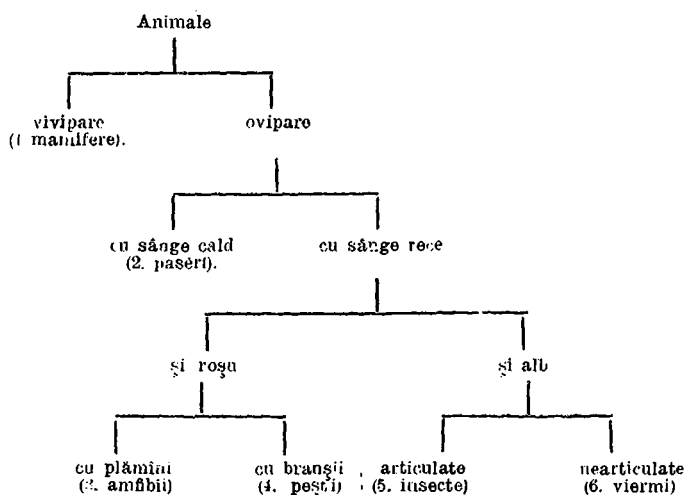 Animale
vivipare ovipare
(1 mamifere).
cu sânge cald cu sânge rece
(2. paseri).
și roșu și alb
cu plămîni cu branșii articulate nearticulate
(3. amfibii) (4. pești) (5. insecte) (6. viermi)